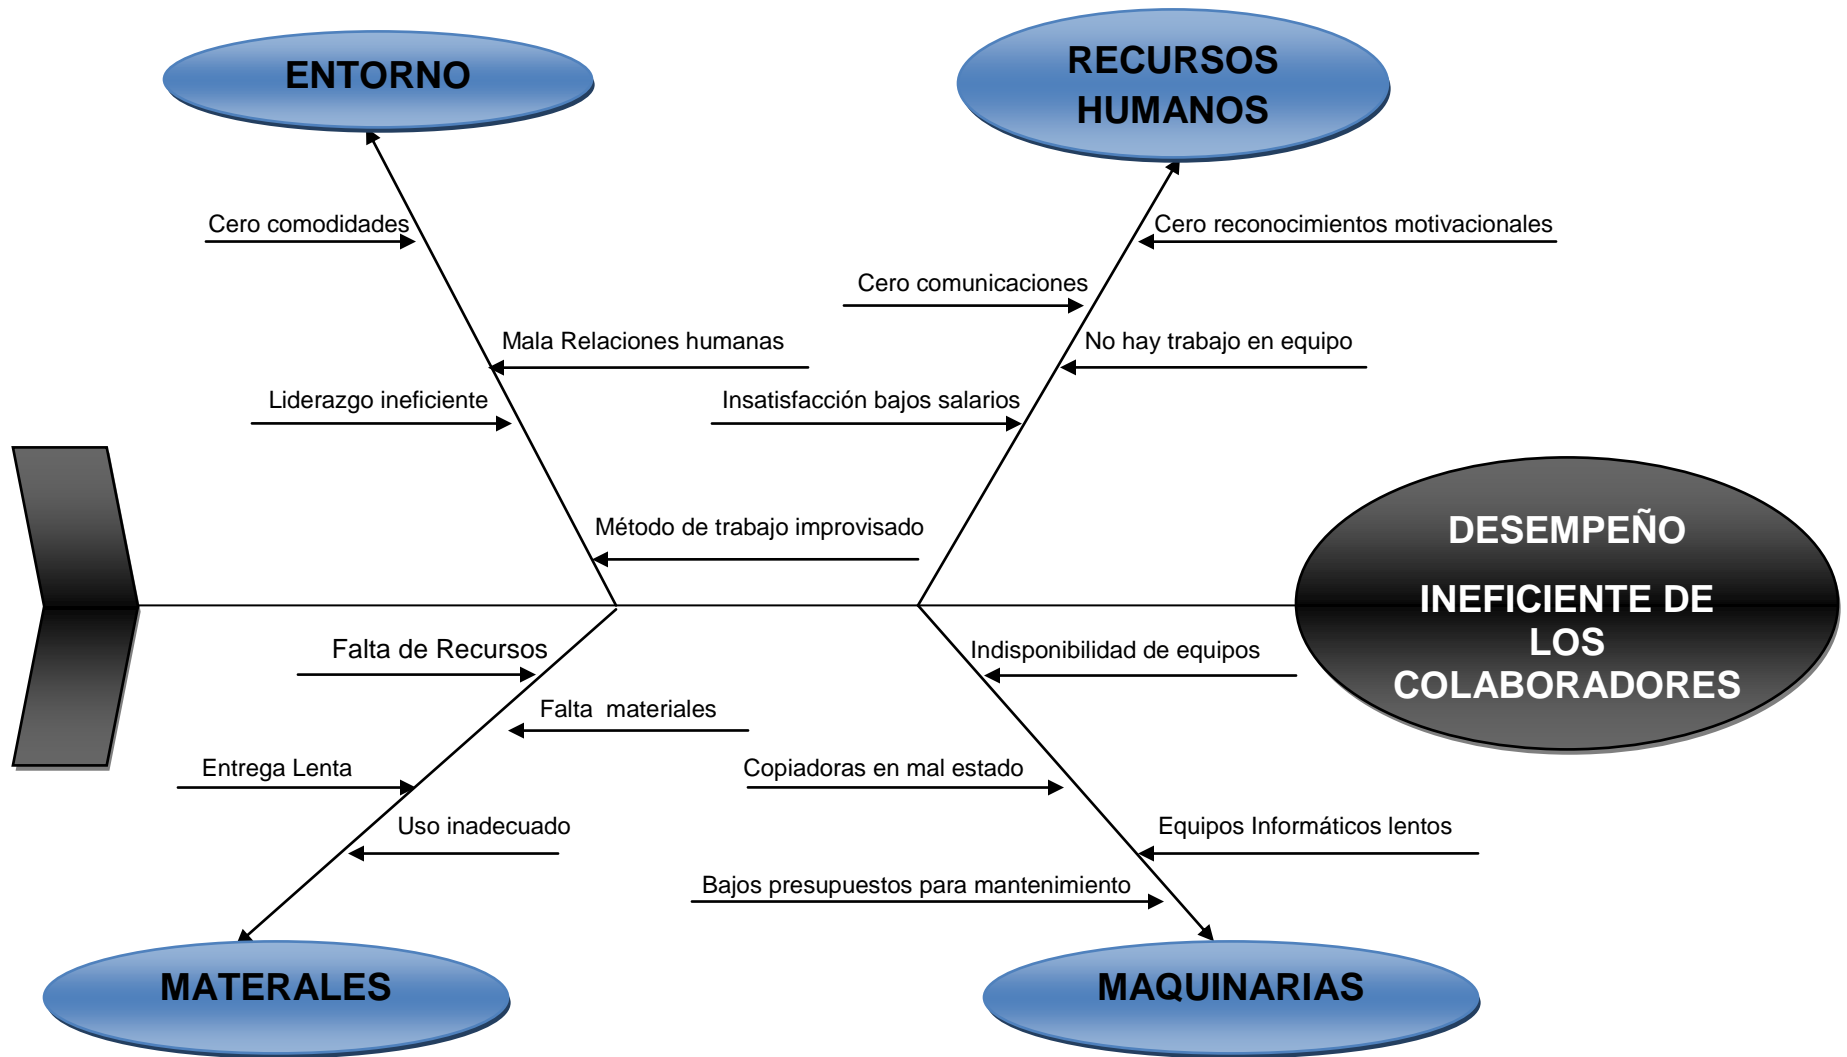 ENTORNO
RECURSOS
HUMANOS
Cero comodidades
Cero reconocimientos motivacionales
Cero comunicaciones
Mala Relaciones humanas
No hay trabajo en equipo
Liderazgo ineficiente
Insatisfacción bajos salarios
Método de trabajo improvisado
DESEMPEÑO
INEFICIENTE DE
LOS
COLABORADORES
Falta de Recursos
Indisponibilidad de equipos
Falta materiales
Entrega Lenta
Copiadoras en mal estado
Uso inadecuado
Equipos Informáticos lentos
Bajos presupuestos para mantenimiento
MATERALES
MAQUINARIAS